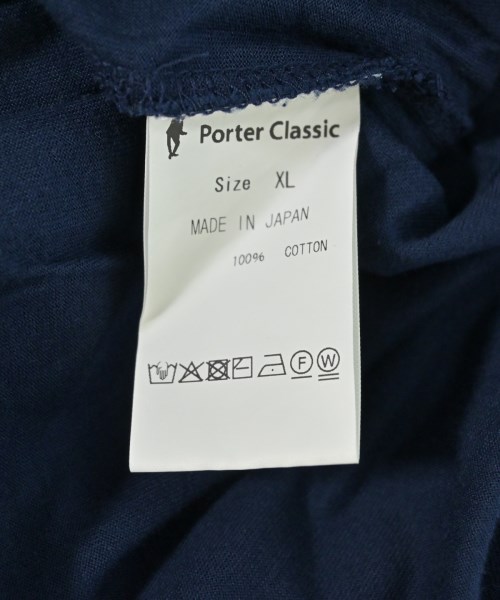 Porter Classic
Size XL
MADE IN JAPAN
100% COTTON
F W